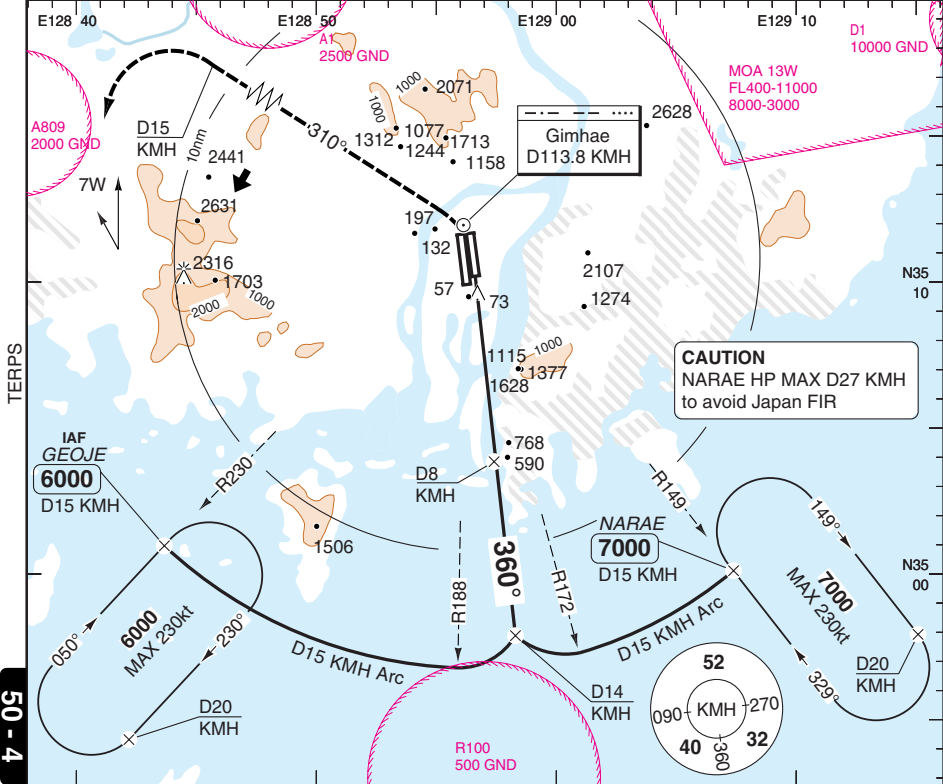 E128 40
E128 50
E129 00
E129 10
A1
2500 GND
D1
10000 GND
MOA 13W
FL400-11000
8000-3000
A809
2000 GND
D15
KMH
10nm
310°
1000
2071
1000
1312
1077
1244
1713
1158
2628
Gimhae
D113.8 KMH
2441
7W
2631
197
132
2316
1703
2000
1000
57
73
2107
1274
N35
10
TERPS
1115
1000
1377
1628
CAUTION
NARAE HP MAX D27 KMH
to avoid Japan FIR
IAF
GEOJE
6000
D15 KMH
R230
768
590
D8
KMH
R149
149°
1506
NARAE
7000
D15 KMH
360°
R188
R172
N35
00
7000
MAX 230kt
050°
6000
MAX 230kt
230°
D15 KMH Arc
D15 KMH Arc
329°
D20
KMH
D20
KMH
D14
KMH
52
090
KMH
270
40
360
32
R100
500 GND
50 - 4